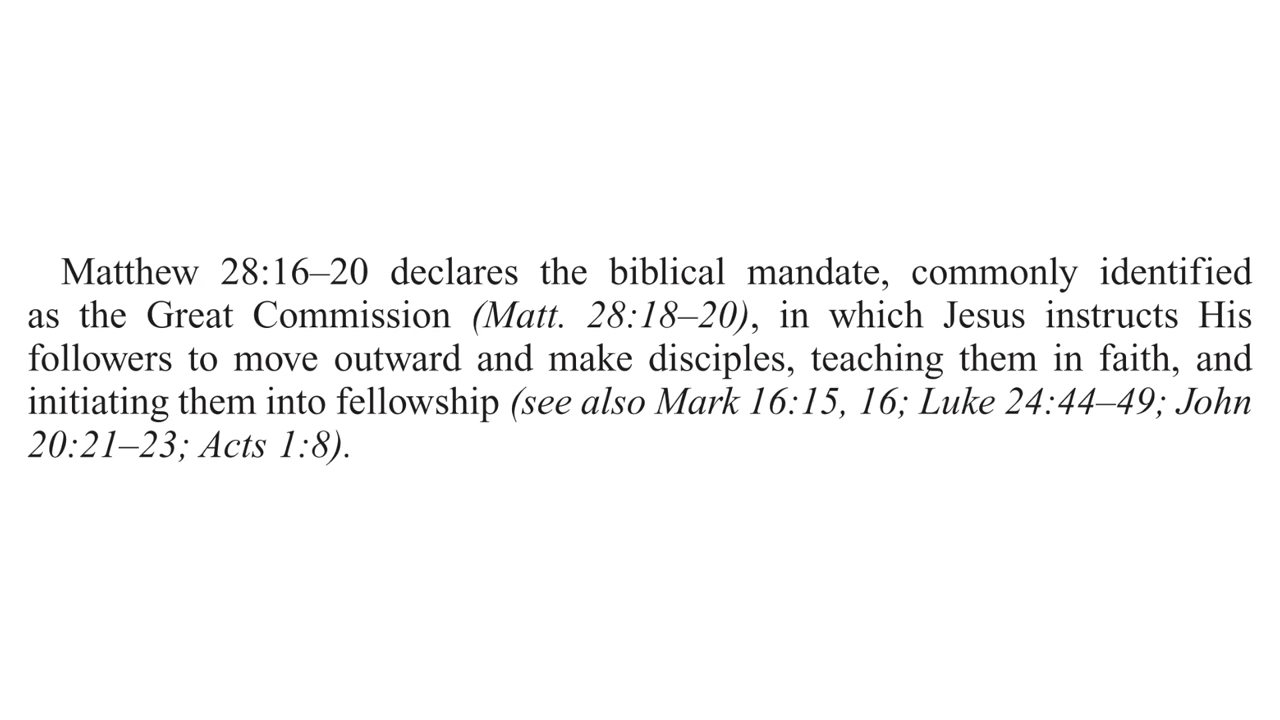 Matthew 28:16–20 declares the biblical mandate, commonly identified
as the Great Commission (Matt. 28:18–20), in which Jesus instructs His
followers to move outward and make disciples, teaching them in faith, and
initiating them into fellowship (see also Mark 16:15, 16; Luke 24:44–49; John
20:21–23; Acts 1:8).